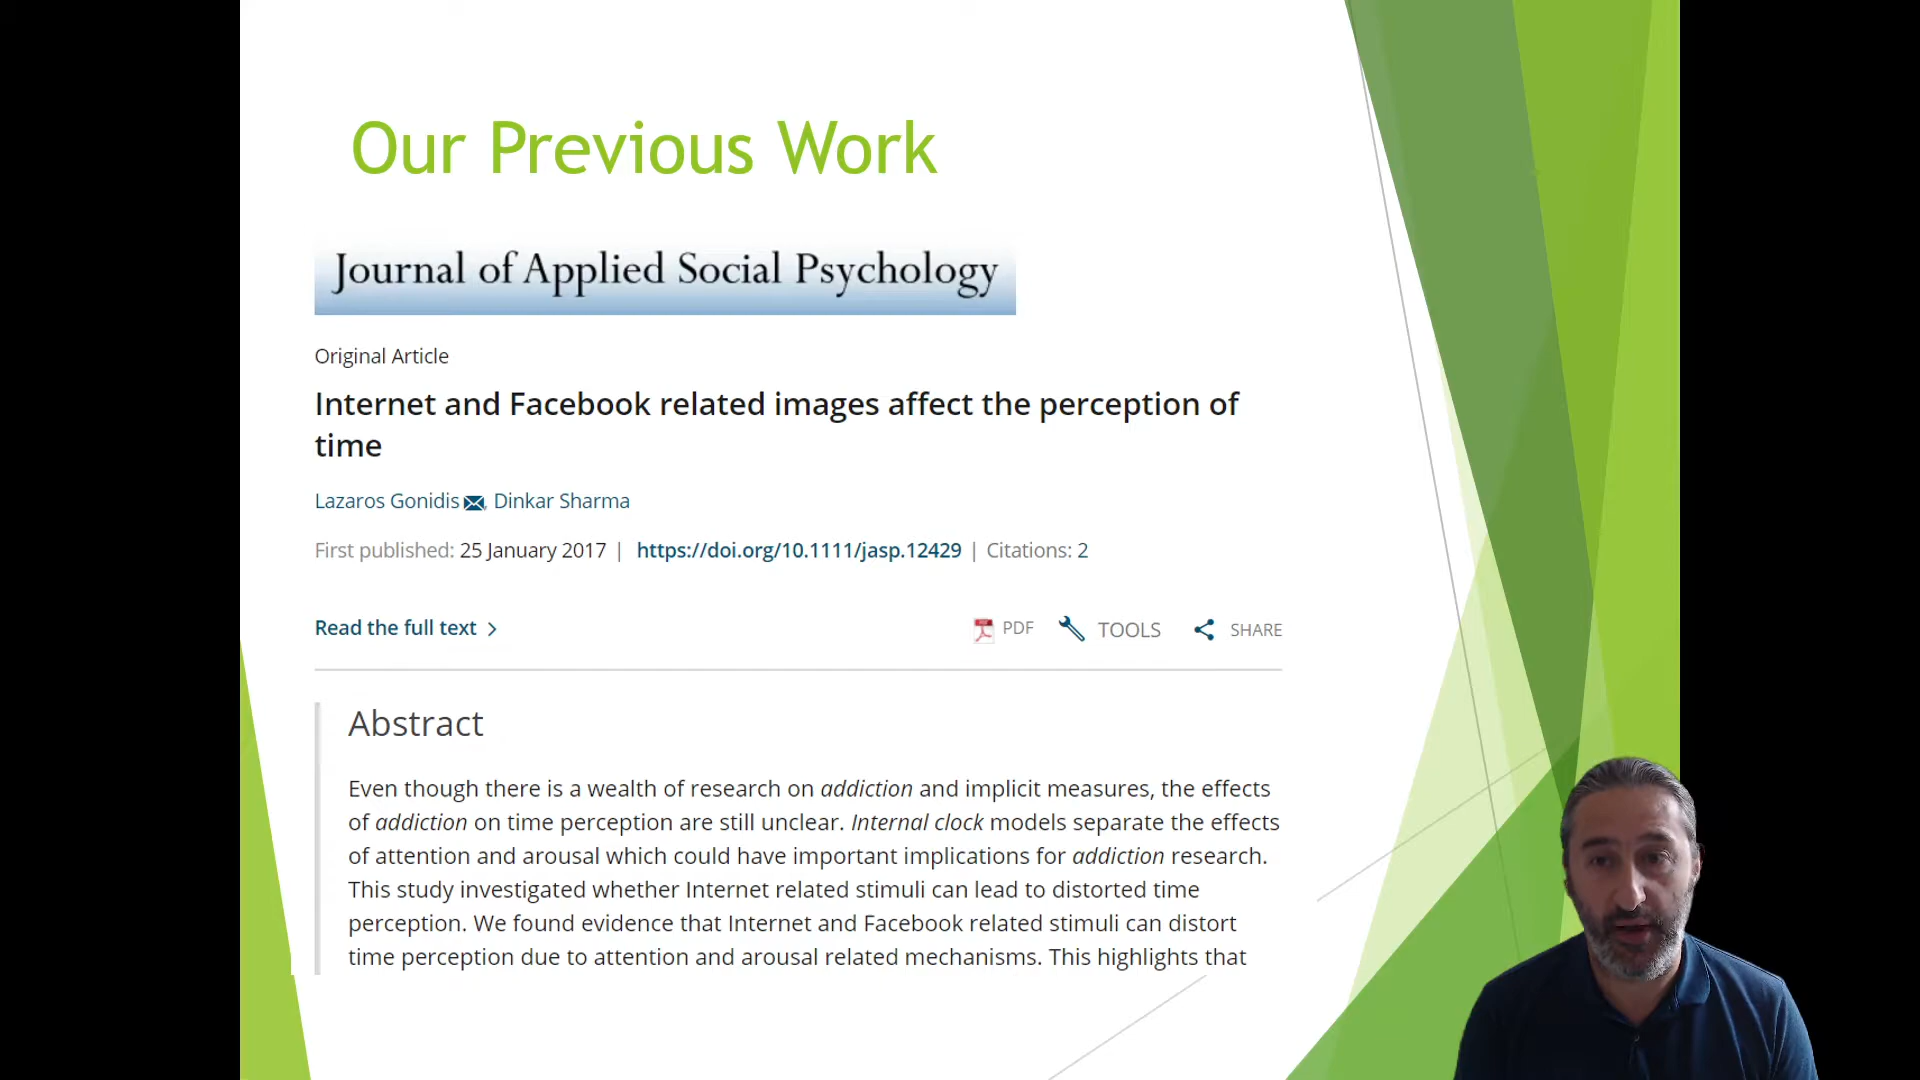 Our Previous Work
Journal of Applied Social Psychology
Original Article
Internet and Facebook related images affect the perception of
time
Lazaros Gonidis, Dinkar Sharma
First published: 25 January 2017 | https://doi.org/10.1111/jasp.12429 | Citations: 2
Read the full text >
PDF TOOLS SHARE
Abstract
Even though there is a wealth of research on addiction and implicit measures, the effects
of addiction on time perception are still unclear. Internal clock models separate the effects
of attention and arousal which could have important implications for addiction research.
This study investigated whether Internet related stimuli can lead to distorted time
perception. We found evidence that Internet and Facebook related stimuli can distort
time perception due to attention and arousal related mechanisms. This highlights that